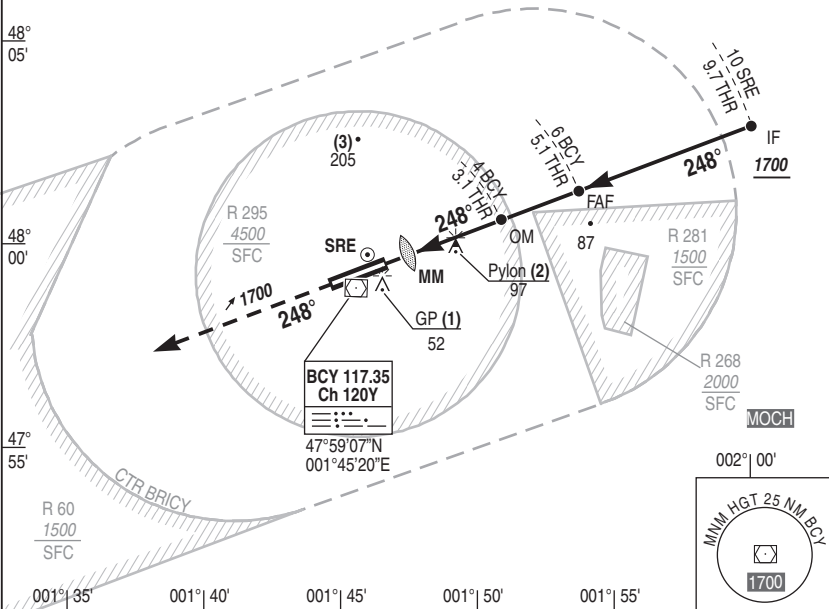 48°
05'
10 SRE
9.7 THR
IF
1700
248°
6 BCY
5.1 THR
FAF
(3)
205
4 BCY
3.1 THR
248°
OM
87
R 295
4500
SFC
R 281
1500
SFC
48°
00'
SRE
MM
Pylon (2)
97
1700
248°
GP (1)
52
BCY 117.35
Ch 120Y
47°59'07"N
001°45'20"E
R 268
2000
SFC
MOCH
47°
55'
CTR BRICY
R 60
1500
SFC
002° 00'
MNM HGT 25 NM BCY
1700
001° 35'
001° 40'
001° 45'
001° 50'
001° 55'